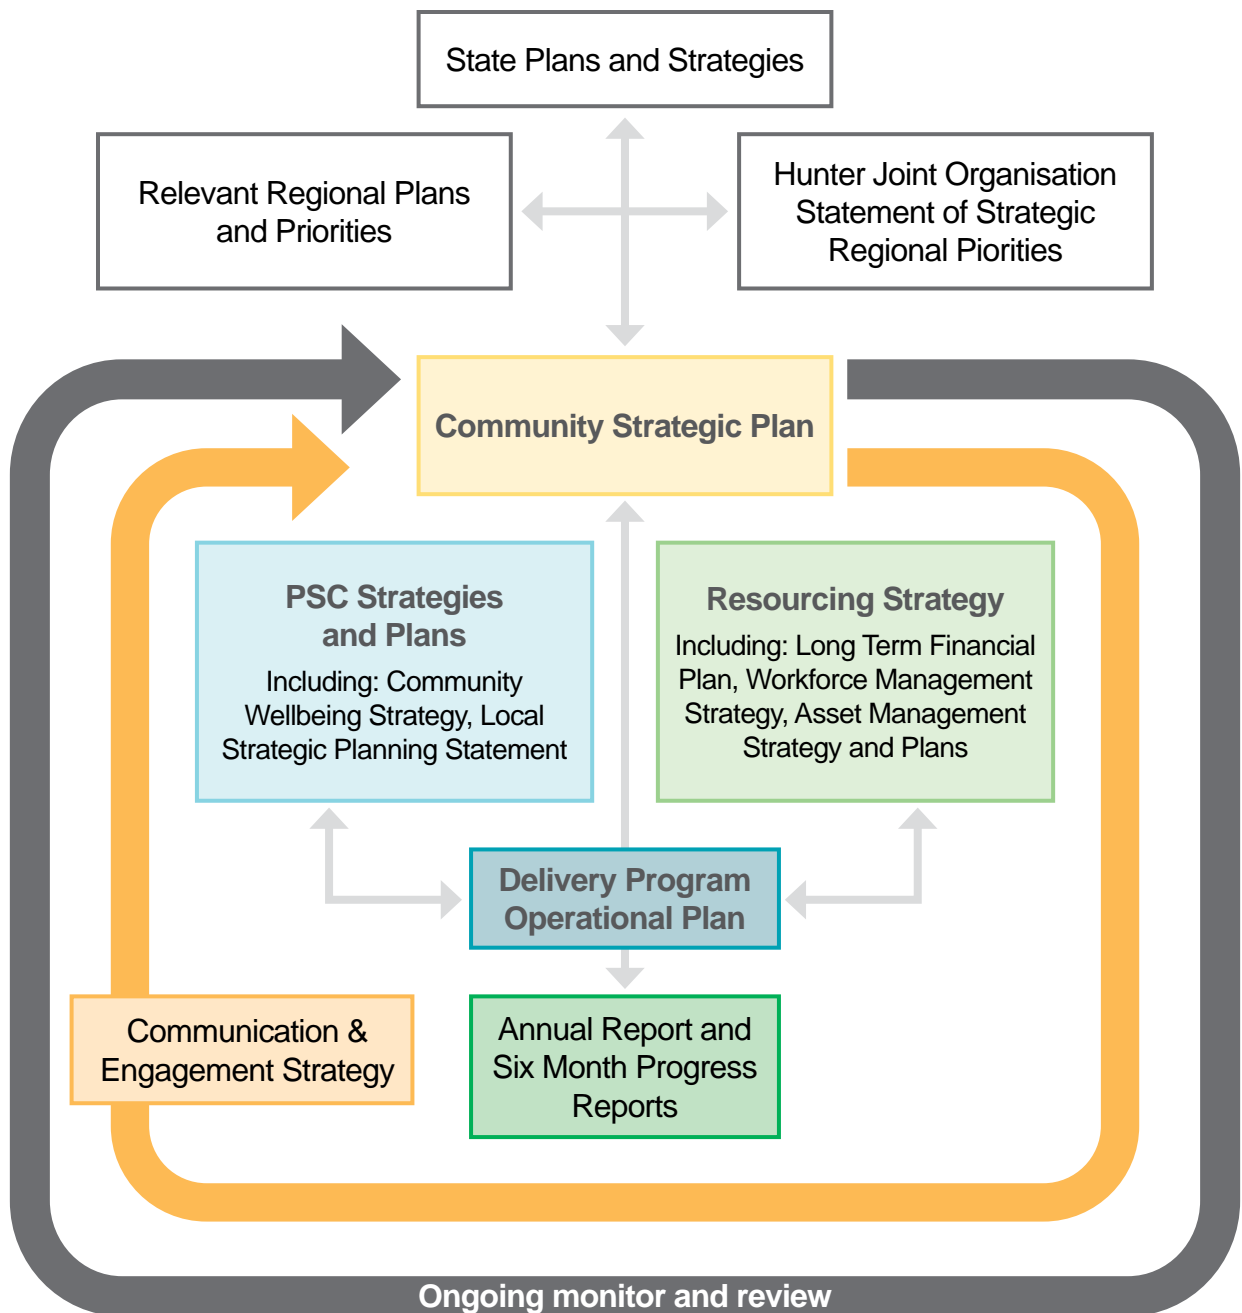 State Plans and Strategies
Relevant Regional Plans
and Priorities
Hunter Joint Organisation
Statement of Strategic
Regional Piorities
Community Strategic Plan
PSC Strategies
and Plans
Including: Community
Wellbeing Strategy, Local
Strategic Planning Statement
Resourcing Strategy
Including: Long Term Financial
Plan, Workforce Management
Strategy, Asset Management
Strategy and Plans
Delivery Program
Operational Plan
Communication &
Engagement Strategy
Annual Report and
Six Month Progress
Reports
Ongoing monitor and review